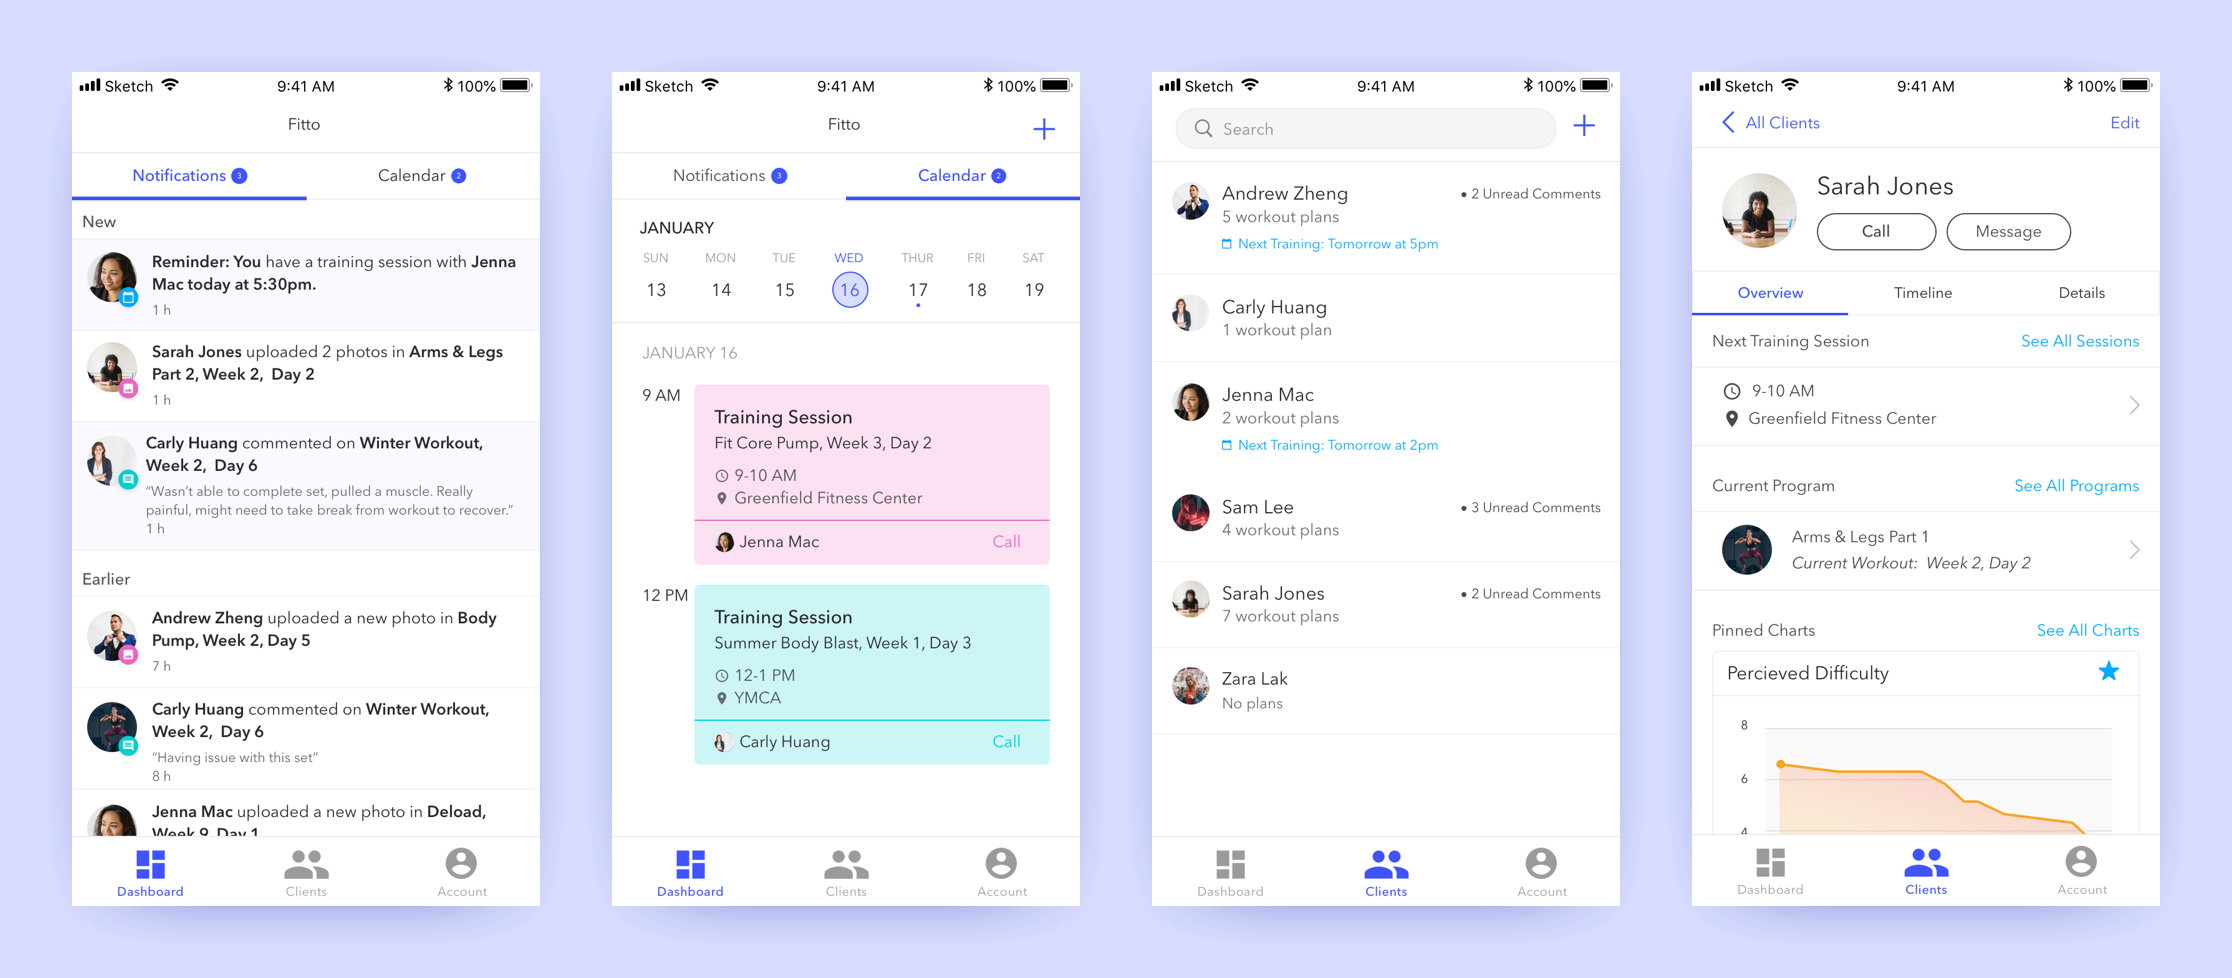 Sketch 9:41 AM 100%
Fitto
Notifications 3 Calendar 2
New
Reminder: You have a training session with Jenna
Mac today at 5:30pm.
1 h
Sarah Jones uploaded 2 photos in Arms & Legs
Part 2, Week 2, Day 2
1 h
Carly Huang commented on Winter Workout,
Week 2, Day 6
“Wasn’t able to complete set, pulled a muscle. Really
painful, might need to take break from workout to recover.”
1 h
Earlier
Andrew Zheng uploaded a new photo in Body
Pump, Week 2, Day 5
7 h
Carly Huang commented on Winter Workout,
Week 2, Day 6
“Having issue with this set“
8 h
Jenna Mac uploaded a new photo in Deload,
Week 9, Day 1
Dashboard Clients Account
Sketch 9:41 AM 100%
Fitto
Notifications 3 Calendar 2
JANUARY
SUN MON TUE WED THUR FRI SAT
13 14 15 16 17 18 19
JANUARY 16
9 AM
Training Session
Fit Core Pump, Week 3, Day 2
9-10 AM
Greenfield Fitness Center
Jenna Mac Call
12 PM
Training Session
Summer Body Blast, Week 1, Day 3
12-1 PM
YMCA
Carly Huang Call
Dashboard Clients Account
Sketch 9:41 AM 100%
Search
Andrew Zheng • 2 Unread Comments
5 workout plans
Next Training: Tomorrow at 5pm
Carly Huang
1 workout plan
Jenna Mac
2 workout plans
Next Training: Tomorrow at 2pm
Sam Lee • 3 Unread Comments
4 workout plans
Sarah Jones • 2 Unread Comments
7 workout plans
Zara Lak
No plans
Dashboard Clients Account
Sketch 9:41 AM 100%
All Clients Edit
Sarah Jones
Call Message
Overview Timeline Details
Next Training Session See All Sessions
9-10 AM
Greenfield Fitness Center
Current Program See All Programs
Arms & Legs Part 1
Current Workout: Week 2, Day 2
Pinned Charts See All Charts
Percieved Difficulty
8
6
4
Dashboard Clients Account